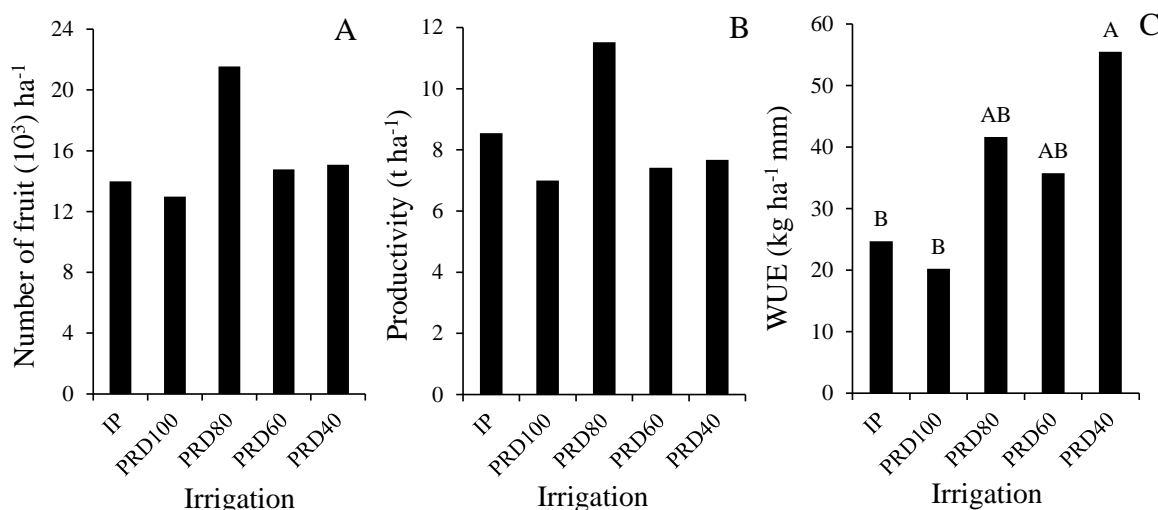 A
Number of fruit (10³) ha⁻¹
24
20
16
12
8
4
0
IP
PRD100
PRD80
PRD60
PRD40
Irrigation
B
Productivity (t ha⁻¹)
12
10
8
6
4
2
0
IP
PRD100
PRD80
PRD60
PRD40
Irrigation
C
WUE (kg ha⁻¹ mm)
60
50
40
30
20
10
0
B
B
AB
AB
A
IP
PRD100
PRD80
PRD60
PRD40
Irrigation